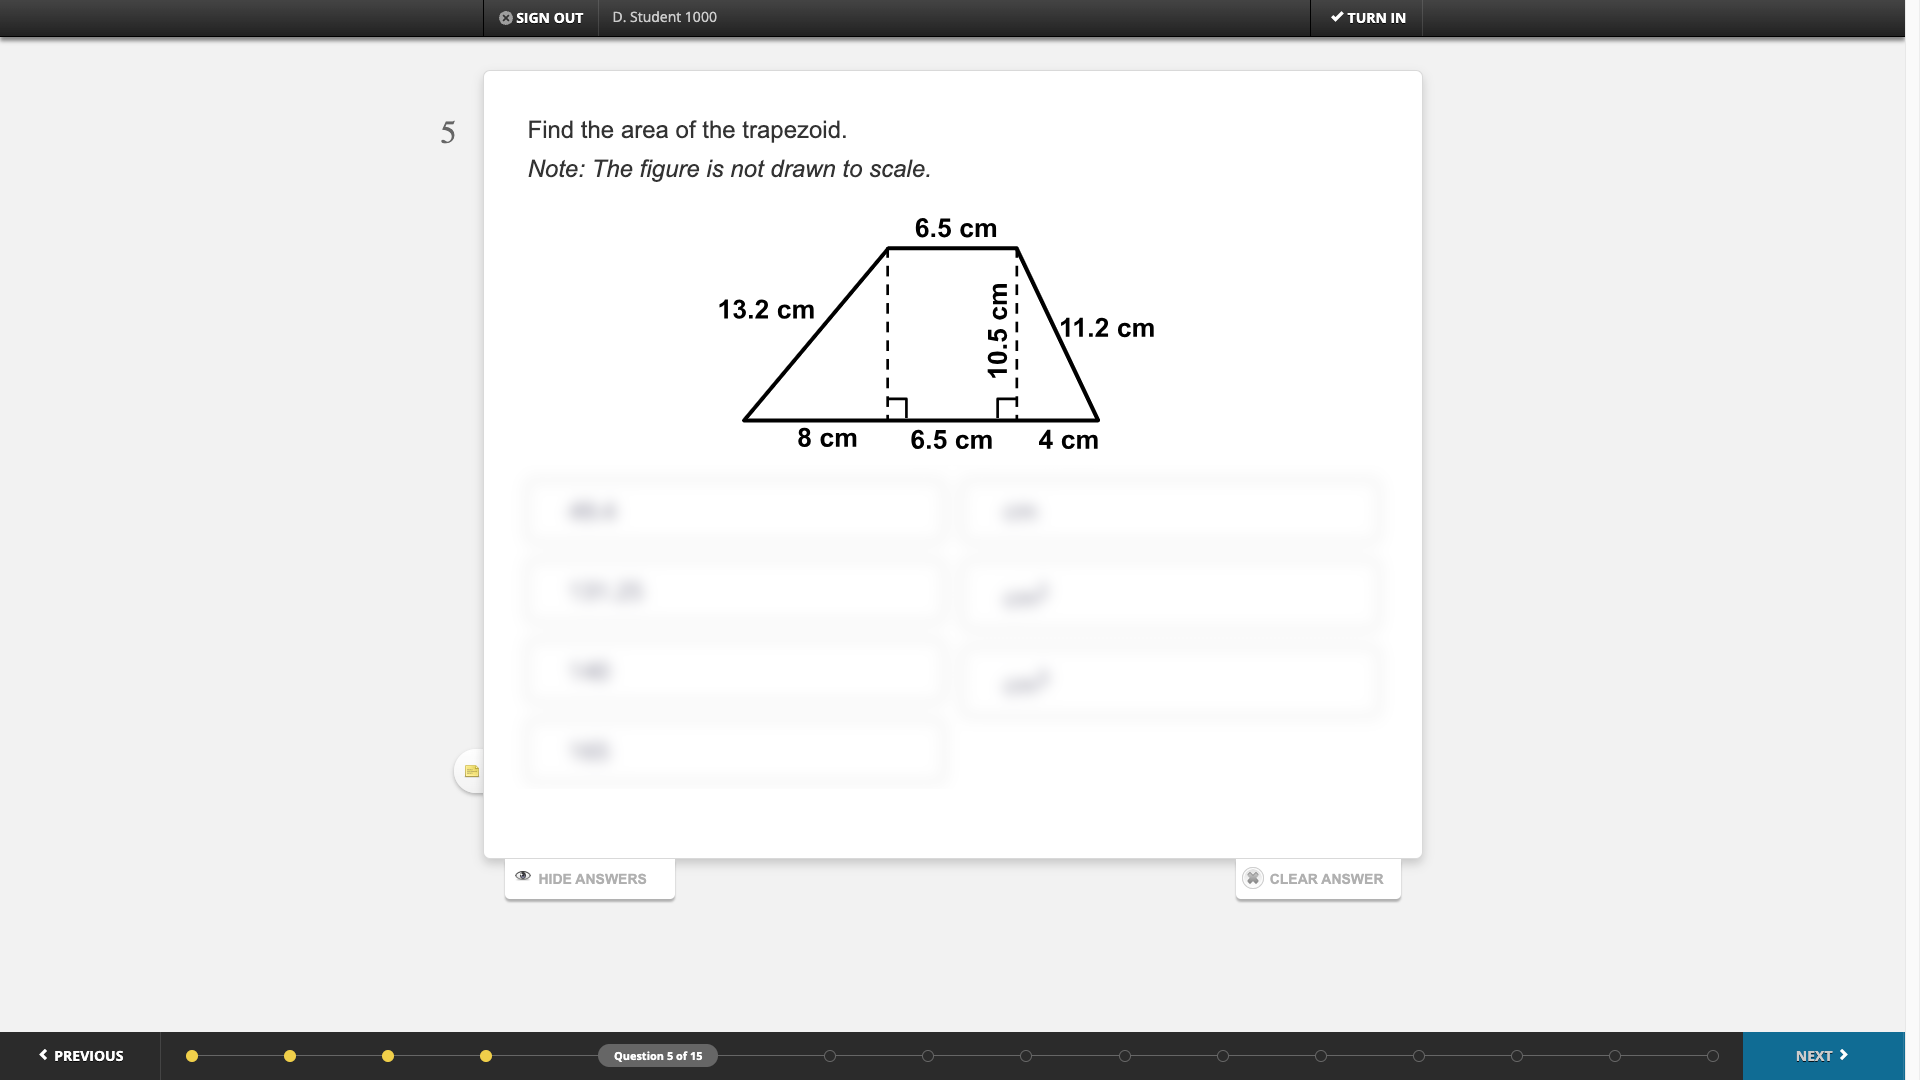 SIGN OUT
D. Student 1000
TURN IN
5
Find the area of the trapezoid.
Note: The figure is not drawn to scale.
6.5 cm
13.2 cm
10.5 cm
11.2 cm
8 cm
6.5 cm
4 cm
HIDE ANSWERS
CLEAR ANSWER
PREVIOUS
Question 5 of 15
NEXT